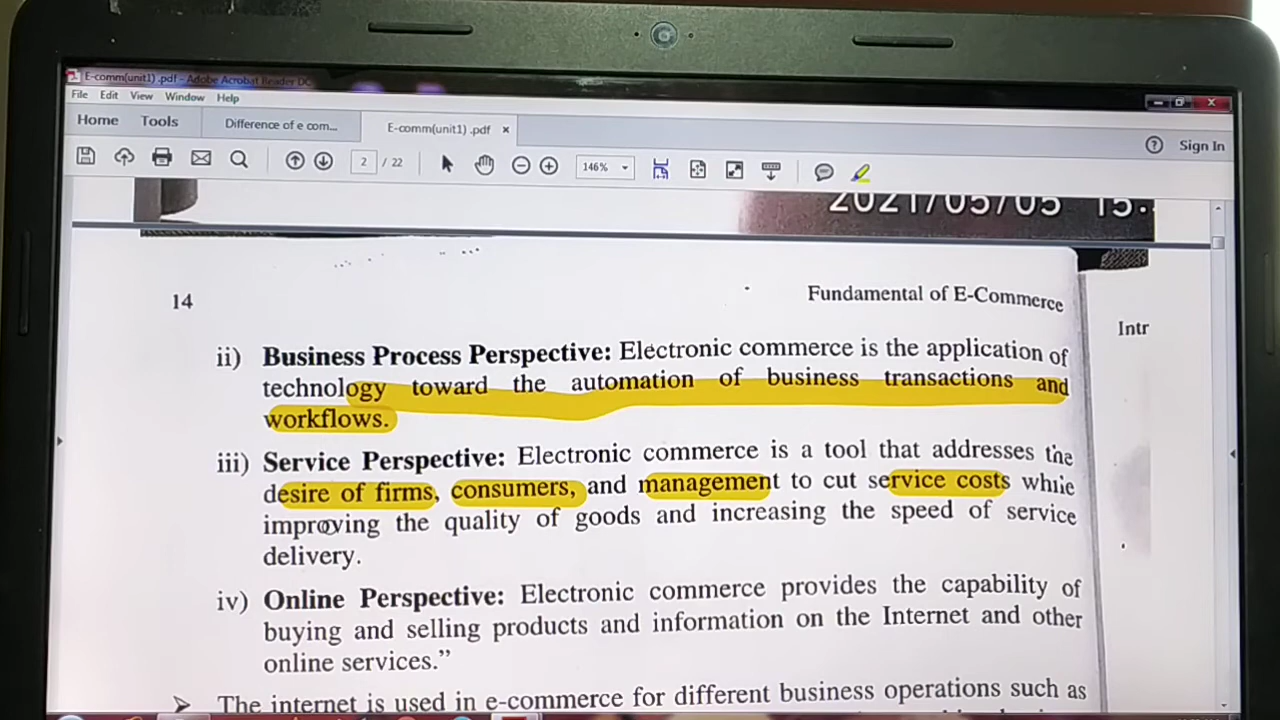 E-comm(unit1) .pdf - Adobe Acrobat Reader DC
File Edit View Window Help
Home Tools Difference of e com... E-comm(unit1) .pdf × Sign In
2 / 22 146%
2021/05/05 15
14 Fundamental of E-Commerce
Intr
ii) Business Process Perspective: Electronic commerce is the application of
technology toward the automation of business transactions and
workflows.
iii) Service Perspective: Electronic commerce is a tool that addresses the
desire of firms, consumers, and management to cut service costs while
improving the quality of goods and increasing the speed of service
delivery.
iv) Online Perspective: Electronic commerce provides the capability of
buying and selling products and information on the Internet and other
online services.”
➤ The internet is used in e-commerce for different business operations such as